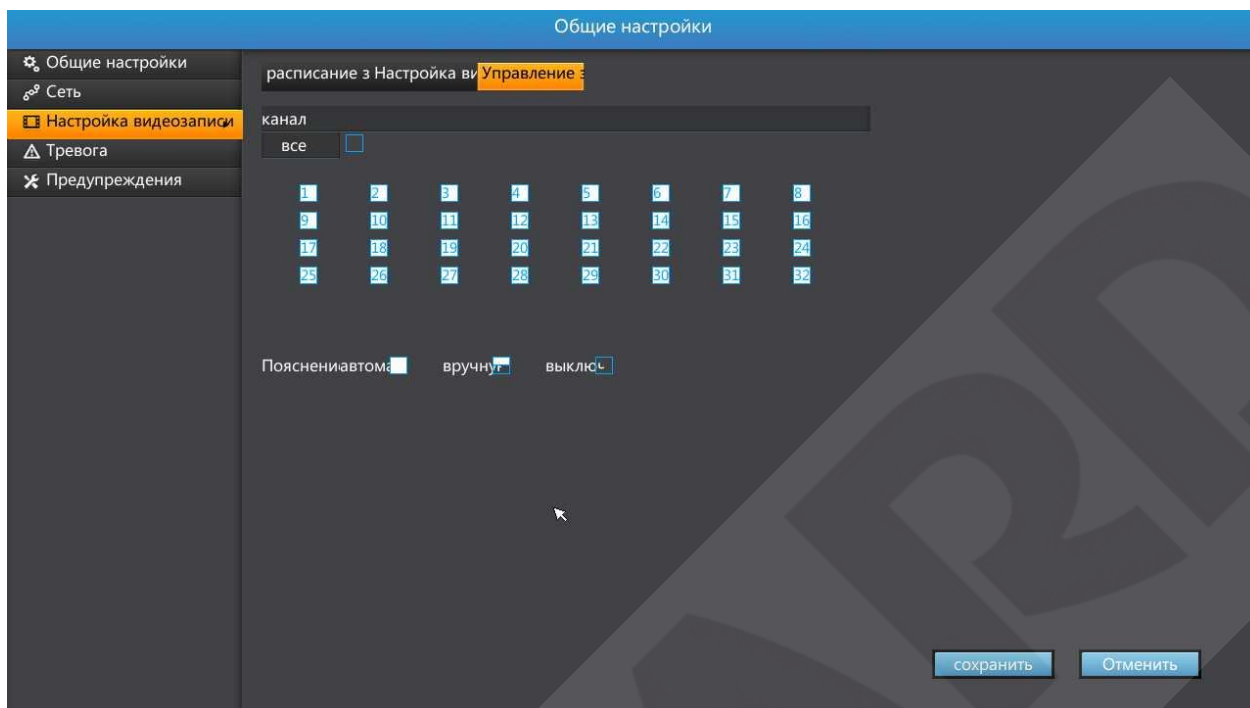 Общие настройки
Общие настройки
Сеть
Настройка видеозаписи
Тревога
Предупреждения
расписание з Настройка ви Управление з
канал
все
1 2 3 4 5 6 7 8
9 10 11 12 13 14 15 16
17 18 19 20 21 22 23 24
25 26 27 28 29 30 31 32
Пояснени автома вручну выклю
сохранить Отменить